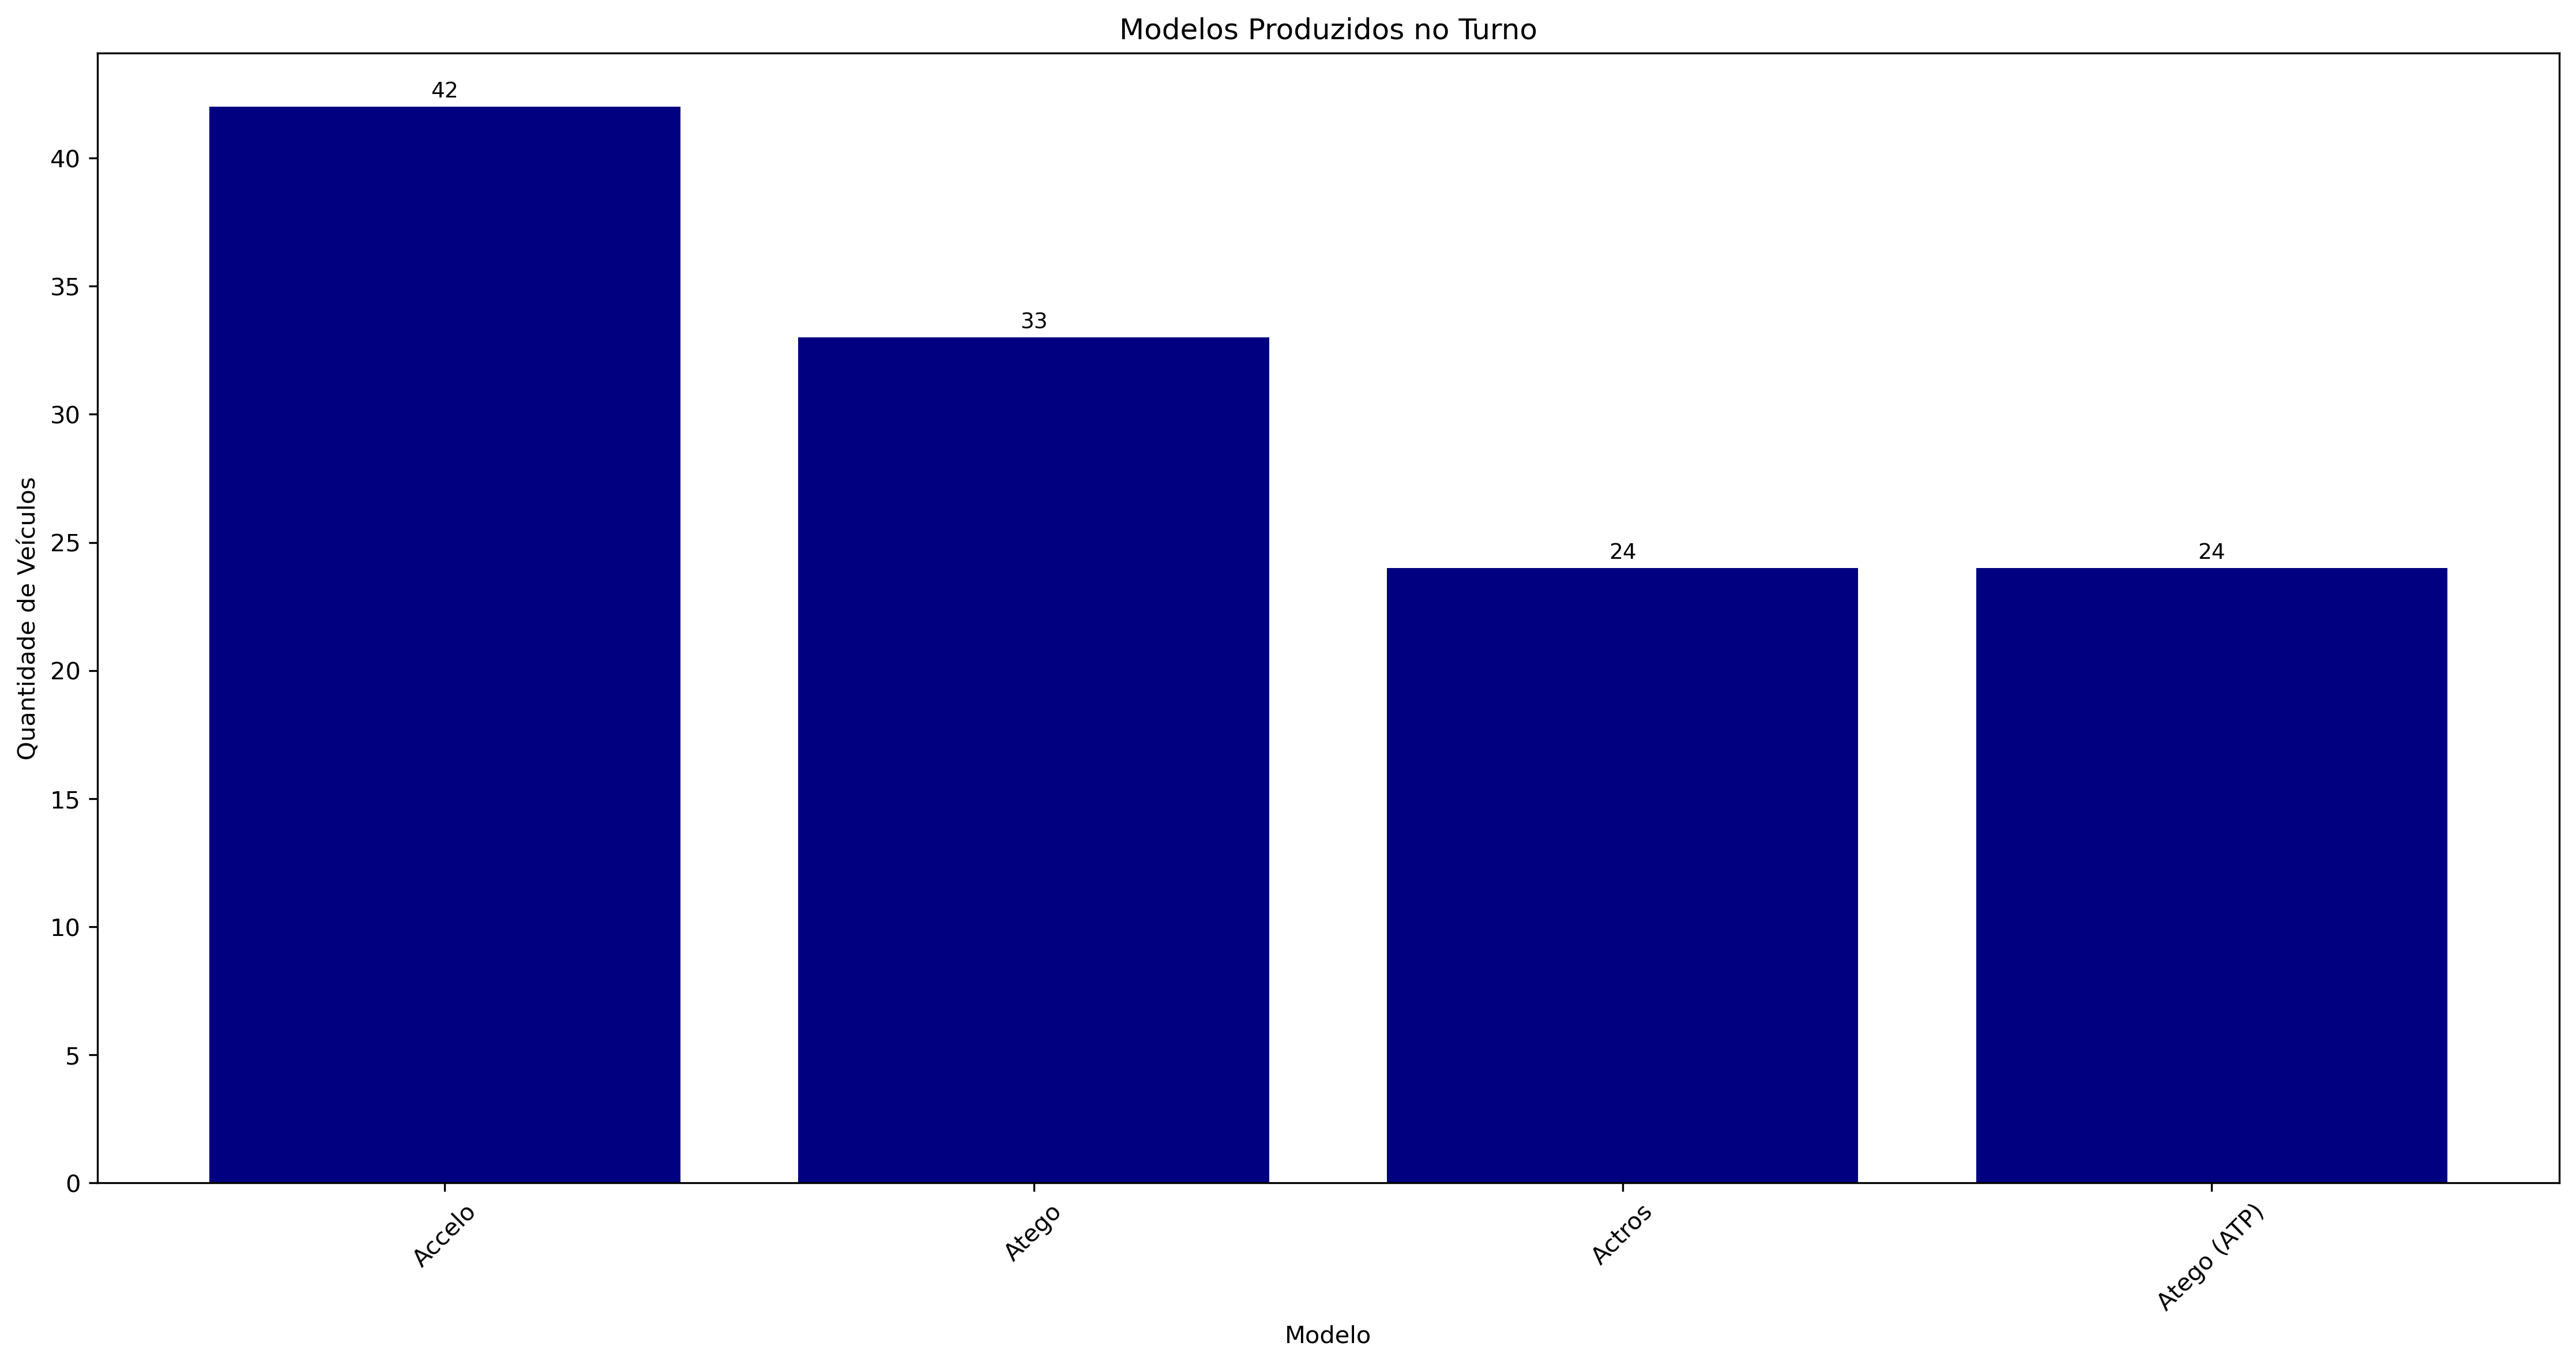 Modelos Produzidos no Turno
42
33
24
24
40
35
30
25
20
15
10
5
0
Quantidade de Veículos
Accelo
Atego
Actros
Atego (ATP)
Modelo